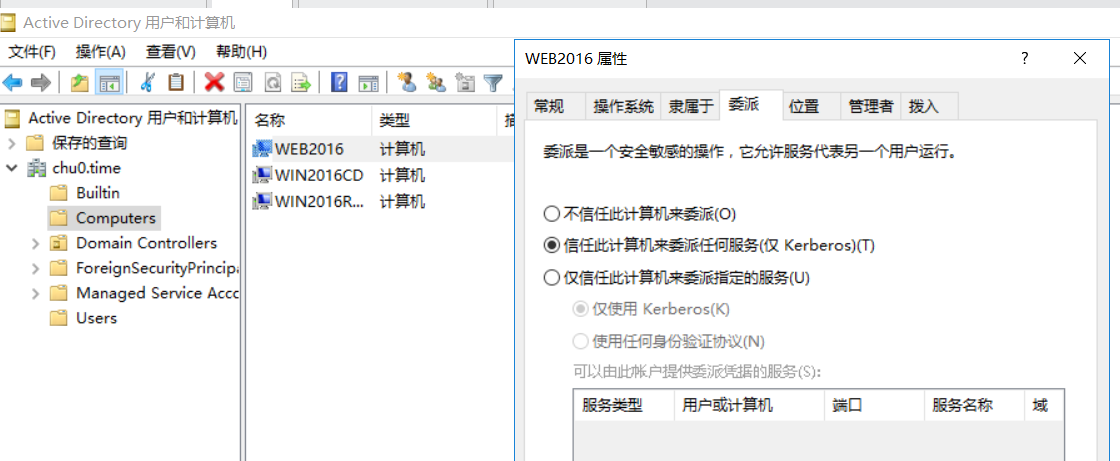 Active Directory 用户和计算机
文件(F) 操作(A) 查看(V) 帮助(H)
Active Directory 用户和计算机
保存的查询
chu0.time
Builtin
Computers
Domain Controllers
ForeignSecurityPrincipa
Managed Service Acco
Users
名称 类型
WEB2016 计算机
WIN2016CD 计算机
WIN2016R... 计算机
WEB2016 属性
常规 操作系统 隶属于 委派 位置 管理者 拨入
委派是一个安全敏感的操作，它允许服务代表另一个用户运行。
不信任此计算机来委派(O)
信任此计算机来委派任何服务(仅 Kerberos)(T)
仅信任此计算机来委派指定的服务(U)
仅使用 Kerberos(K)
使用任何身份验证协议(N)
可以由此帐户提供委派凭据的服务(S):
服务类型 用户或计算机 端口 服务名称 域